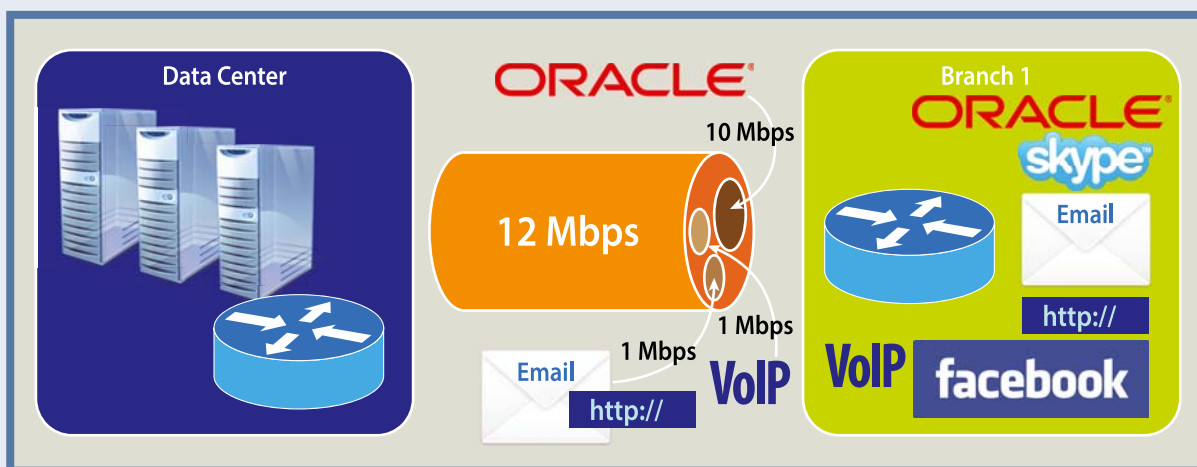 Data Center
ORACLE®
10 Mbps
12 Mbps
1 Mbps
1 Mbps
Email
http://
VoIP
Branch 1
ORACLE®
skype™
Email
http://
VoIP
facebook